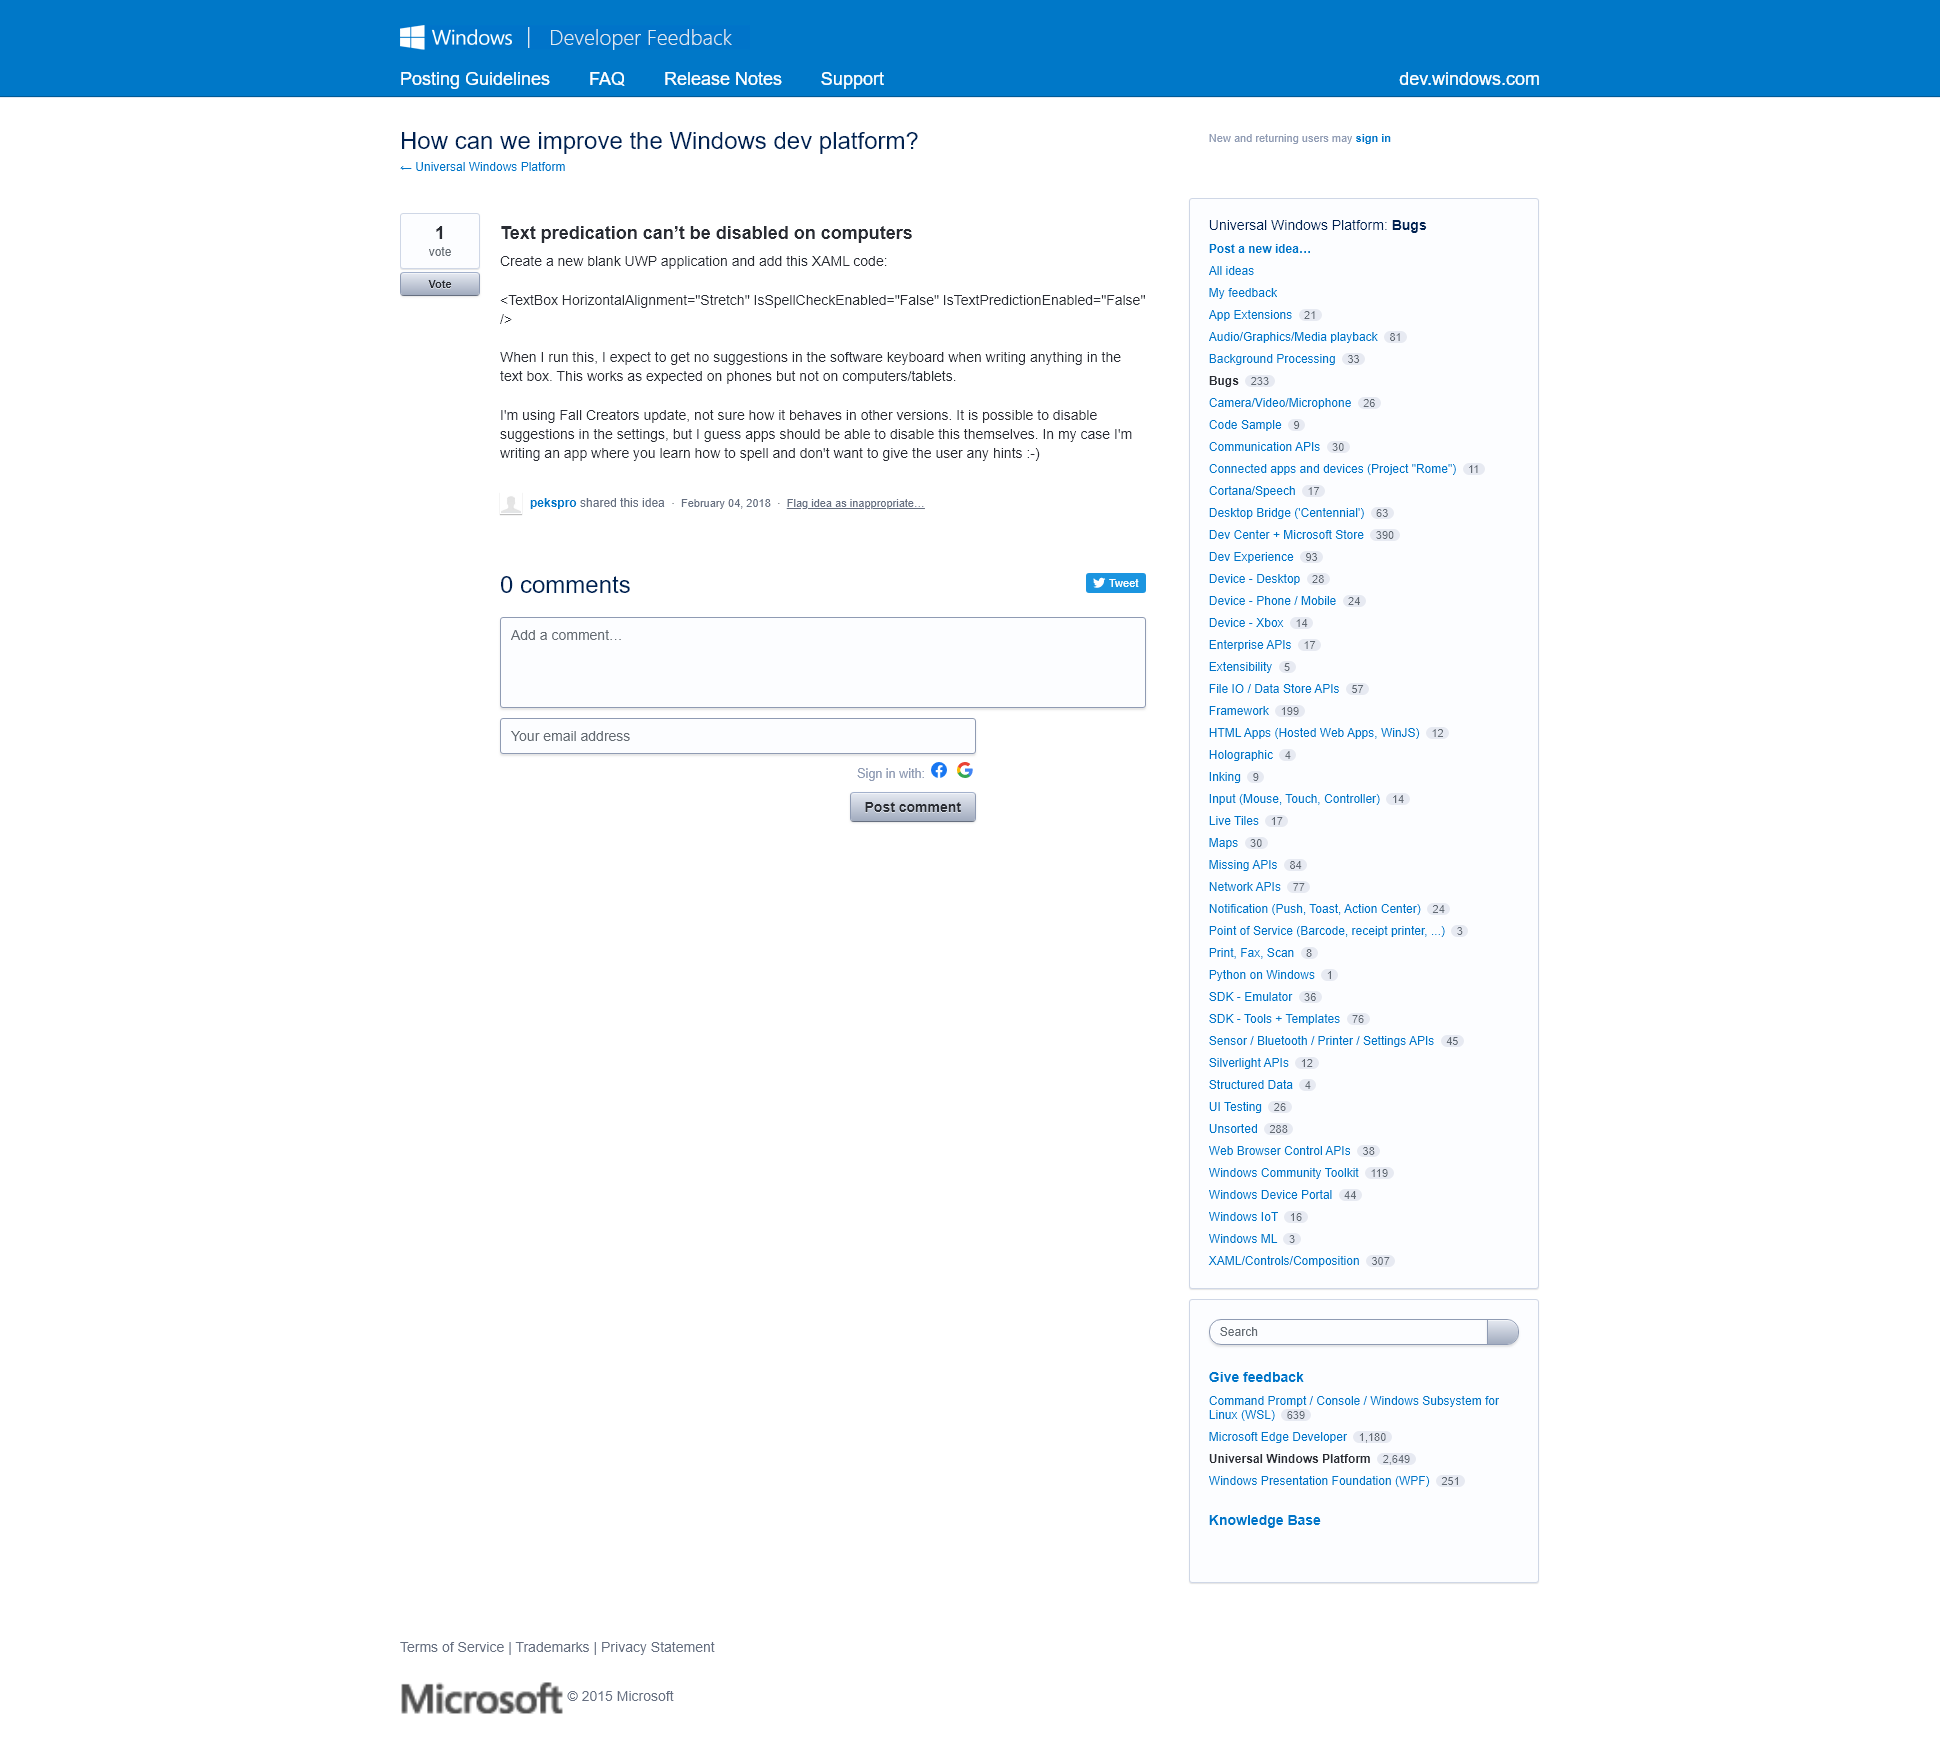 Windows | Developer Feedback
Posting Guidelines FAQ Release Notes Support dev.windows.com
How can we improve the Windows dev platform?
New and returning users may sign in
← Universal Windows Platform
1
vote
Vote
Text predication can’t be disabled on computers
Create a new blank UWP application and add this XAML code:
<TextBox HorizontalAlignment="Stretch" IsSpellCheckEnabled="False" IsTextPredictionEnabled="False"
/>
When I run this, I expect to get no suggestions in the software keyboard when writing anything in the
text box. This works as expected on phones but not on computers/tablets.
I'm using Fall Creators update, not sure how it behaves in other versions. It is possible to disable
suggestions in the settings, but I guess apps should be able to disable this themselves. In my case I'm
writing an app where you learn how to spell and don't want to give the user any hints :-)
pekspro shared this idea · February 04, 2018 · Flag idea as inappropriate…
0 comments
Tweet
Add a comment…
Your email address
Sign in with:
Post comment
Universal Windows Platform: Bugs
Post a new idea…
All ideas
My feedback
App Extensions 21
Audio/Graphics/Media playback 81
Background Processing 33
Bugs 233
Camera/Video/Microphone 26
Code Sample 9
Communication APIs 30
Connected apps and devices (Project "Rome") 11
Cortana/Speech 17
Desktop Bridge ('Centennial') 63
Dev Center + Microsoft Store 390
Dev Experience 93
Device - Desktop 28
Device - Phone / Mobile 24
Device - Xbox 14
Enterprise APIs 17
Extensibility 5
File IO / Data Store APIs 57
Framework 199
HTML Apps (Hosted Web Apps, WinJS) 12
Holographic 4
Inking 9
Input (Mouse, Touch, Controller) 14
Live Tiles 17
Maps 30
Missing APIs 84
Network APIs 77
Notification (Push, Toast, Action Center) 24
Point of Service (Barcode, receipt printer, ...) 3
Print, Fax, Scan 8
Python on Windows 1
SDK - Emulator 36
SDK - Tools + Templates 76
Sensor / Bluetooth / Printer / Settings APIs 45
Silverlight APIs 12
Structured Data 4
UI Testing 26
Unsorted 288
Web Browser Control APIs 38
Windows Community Toolkit 119
Windows Device Portal 44
Windows IoT 16
Windows ML 3
XAML/Controls/Composition 307
Search
Give feedback
Command Prompt / Console / Windows Subsystem for
Linux (WSL) 639
Microsoft Edge Developer 1,180
Universal Windows Platform 2,649
Windows Presentation Foundation (WPF) 251
Knowledge Base
Terms of Service | Trademarks | Privacy Statement
Microsoft © 2015 Microsoft